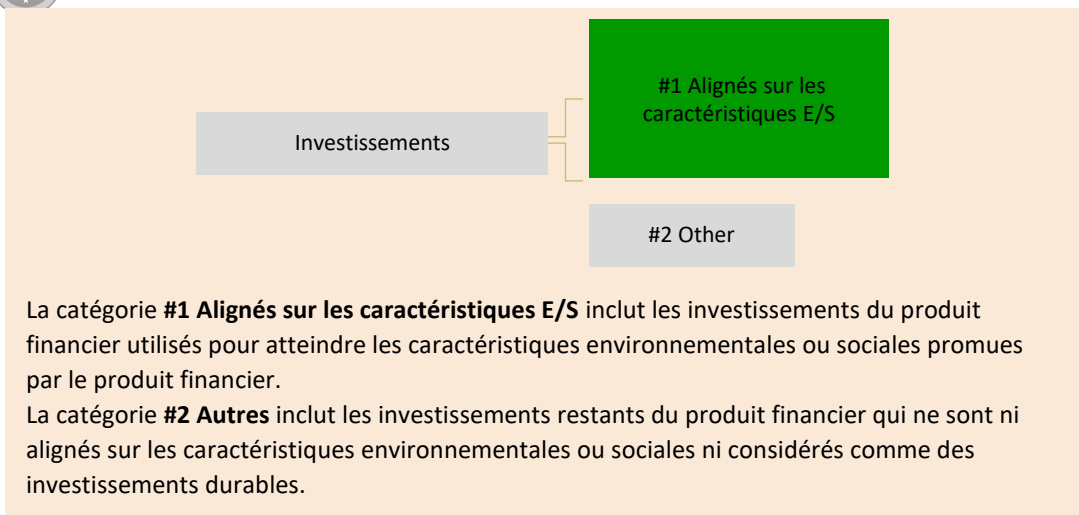 #1 Alignés sur les
caractéristiques E/S
Investissements
#2 Other
La catégorie #1 Alignés sur les caractéristiques E/S inclut les investissements du produit
financier utilisés pour atteindre les caractéristiques environnementales ou sociales promues
par le produit financier.
La catégorie #2 Autres inclut les investissements restants du produit financier qui ne sont ni
alignés sur les caractéristiques environnementales ou sociales ni considérés comme des
investissements durables.